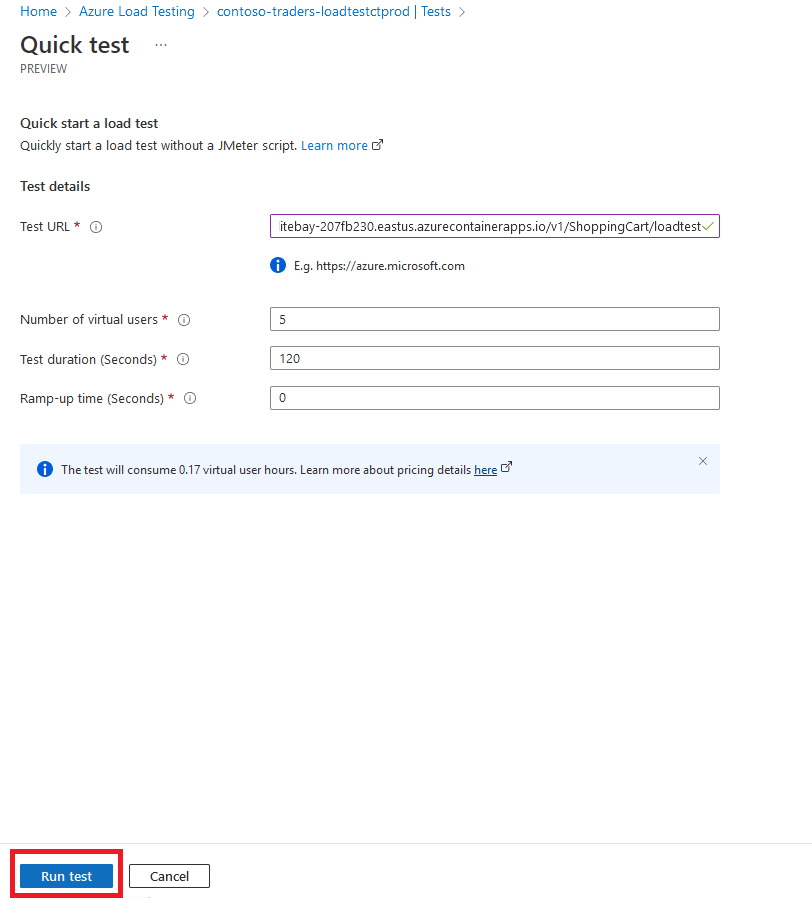 Home > Azure Load Testing > contoso-traders-loadtestctprod | Tests >
Quick test ...
PREVIEW
Quick start a load test
Quickly start a load test without a JMeter script. Learn more
Test details
Test URL *
itebay-207fb230.eastus.azurecontainerapps.io/v1/ShoppingCart/loadtest
E.g. https://azure.microsoft.com
Number of virtual users * 5
Test duration (Seconds) * 120
Ramp-up time (Seconds) * 0
The test will consume 0.17 virtual user hours. Learn more about pricing details here
Run test Cancel